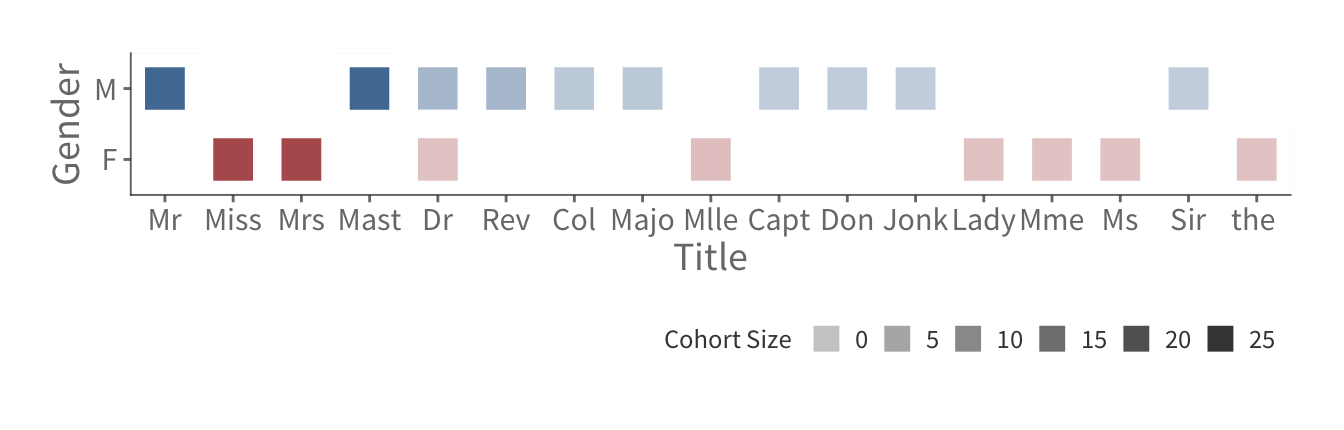 Gender
M
F
Mr Miss Mrs Mast Dr Rev Col Majo Mlle Capt Don Jonk Lady Mme Ms Sir the
Title
Cohort Size 0 5 10 15 20 25